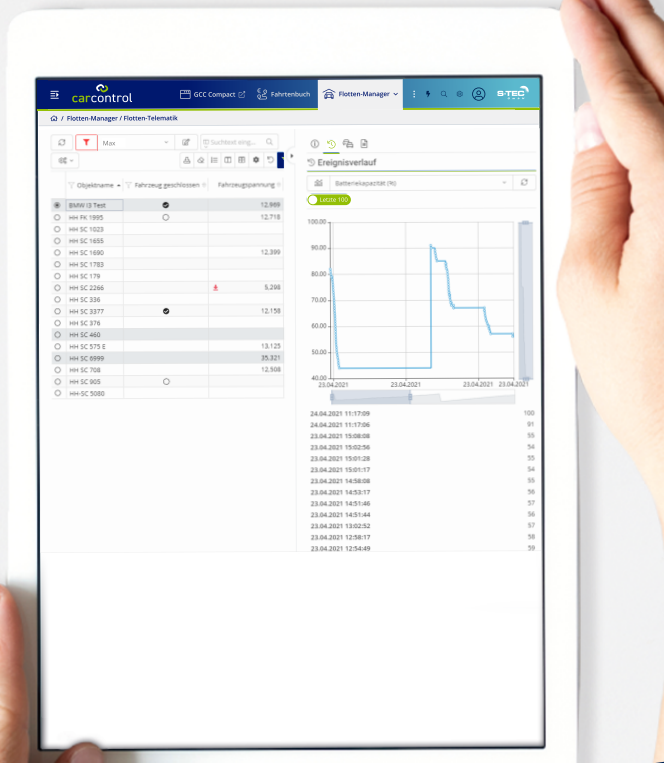 carcontrol
GCC Compact
Fahrtenbuch
Flotten-Manager
B-TEC
/ Flotten-Manager / Flotten-Telematik
Max
Suchtext eing...
Objektname
Fahrzeug geschlossen
Fahrzeugspannung
BMW i3 Test 12,969
HH FK 1995 12,718
HH SC 1023
HH SC 1655
HH SC 1690 12,399
HH SC 1783
HH SC 179
HH SC 2266 5,298
HH SC 336
HH SC 3377 12,158
HH SC 376
HH SC 460
HH SC 575 E 13,125
HH SC 6999 35,321
HH SC 708 12,508
HH SC 905
HH-SC 5080
Ereignisverlauf
Batteriekapazität (%)
Letzte 100
100.00
90.00
80.00
70.00
60.00
50.00
40.00
23.04.2021 23.04.2021 23.04.2021 23.04.2021
24.04.2021 11:17:09 100
24.04.2021 11:17:06 91
23.04.2021 15:08:08 55
23.04.2021 15:02:56 54
23.04.2021 15:01:28 55
23.04.2021 15:01:17 54
23.04.2021 14:58:08 55
23.04.2021 14:53:17 56
23.04.2021 14:51:46 57
23.04.2021 14:51:44 56
23.04.2021 13:02:52 57
23.04.2021 12:58:17 58
23.04.2021 12:54:49 59